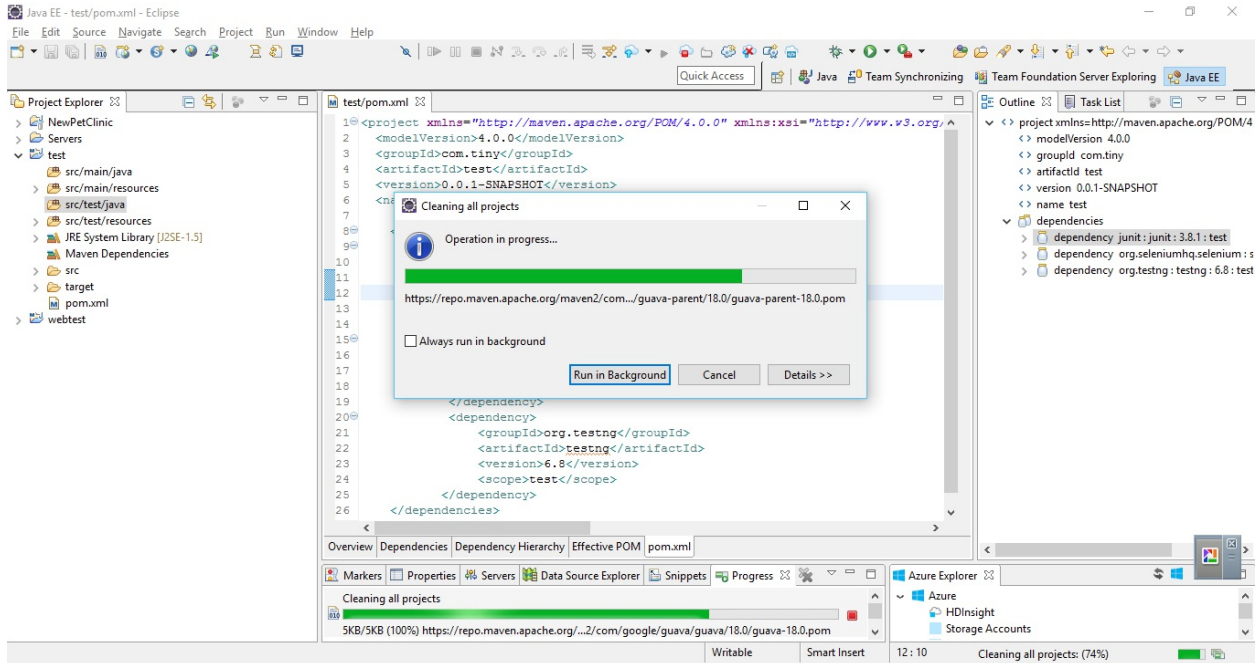 Java EE - test/pom.xml - Eclipse
File Edit Source Navigate Search Project Run Window Help
Quick Access Java Team Synchronizing Team Foundation Server Exploring Java EE
Project Explorer
NewPetClinic
Servers
test
src/main/java
src/main/resources
src/test/java
src/test/resources
JRE System Library [J2SE-1.5]
Maven Dependencies
src
target
pom.xml
webtest
test/pom.xml
1 <project xmlns="http://maven.apache.org/POM/4.0.0" xmlns:xsi="http://www.w3.org/
2 <modelVersion>4.0.0</modelVersion>
3 <groupId>com.tiny</groupId>
4 <artifactId>test</artifactId>
5 <version>0.0.1-SNAPSHOT</version>
6 <na
7
8 <
9
10
11
12
13
14
15
16
17
18
19 </dependency>
20 <dependency>
21 <groupId>org.testng</groupId>
22 <artifactId>testng</artifactId>
23 <version>6.8</version>
24 <scope>test</scope>
25 </dependency>
26 </dependencies>
Cleaning all projects
Operation in progress...
https://repo.maven.apache.org/maven2/com.../guava-parent/18.0/guava-parent-18.0.pom
Always run in background
Run in Background Cancel Details >>
Overview Dependencies Dependency Hierarchy Effective POM pom.xml
Outline Task List
project xmlns=http://maven.apache.org/POM/4
modelVersion 4.0.0
groupId com.tiny
artifactId test
version 0.0.1-SNAPSHOT
name test
dependencies
dependency junit : junit : 3.8.1 : test
dependency org.seleniumhq.selenium : s
dependency org.testng : testng : 6.8 : test
Markers Properties Servers Data Source Explorer Snippets Progress
Cleaning all projects
010
5KB/5KB (100%) https://repo.maven.apache.org/...2/com/google/guava/guava/18.0/guava-18.0.pom
Azure Explorer
Azure
HDInsight
Storage Accounts
Writable Smart Insert 12 : 10 Cleaning all projects: (74%)